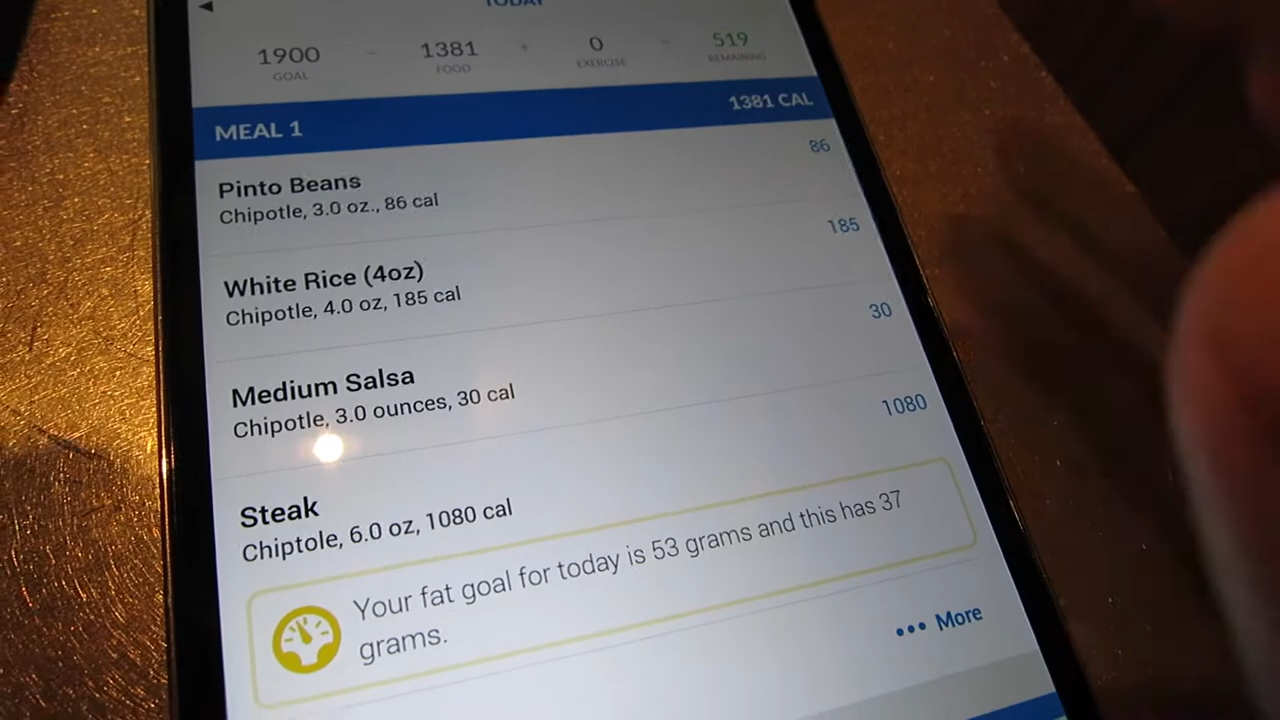 TODAY
1900 - 1381 + 0 - 519
GOAL FOOD EXERCISE REMAINING
MEAL 1 1381 CAL
Pinto Beans 86
Chipotle, 3.0 oz., 86 cal
White Rice (4oz) 185
Chipotle, 4.0 oz, 185 cal
Medium Salsa 30
Chipotle, 3.0 ounces, 30 cal
Steak 1080
Chiptole, 6.0 oz, 1080 cal
Your fat goal for today is 53 grams and this has 37
grams.
••• More